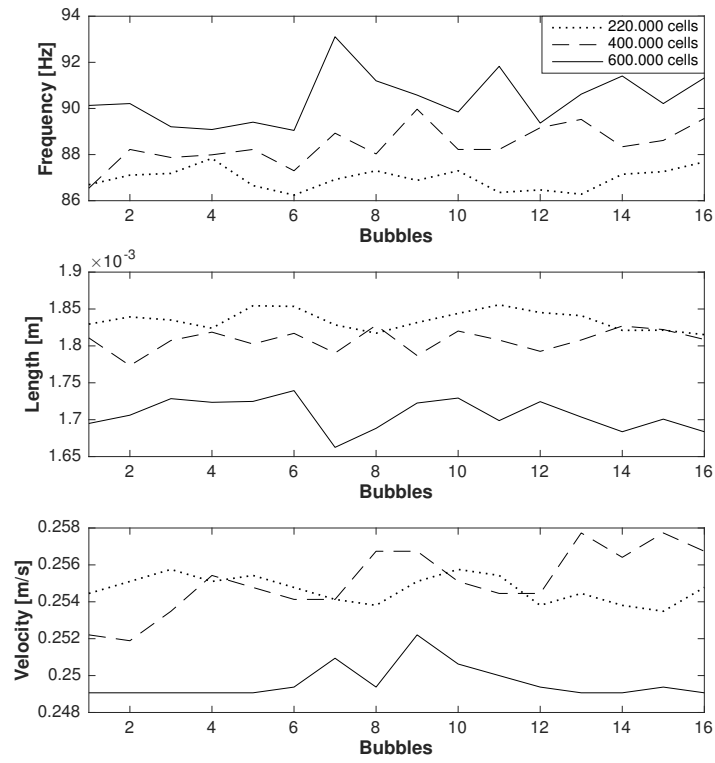 94
92
90
88
86
Frequency [Hz]
220.000 cells
400.000 cells
600.000 cells
2 4 6 8 10 12 14 16
Bubbles
×10-3
1.9
1.85
1.8
1.75
1.7
1.65
Length [m]
2 4 6 8 10 12 14 16
Bubbles
0.258
0.256
0.254
0.252
0.25
0.248
Velocity [m/s]
2 4 6 8 10 12 14 16
Bubbles